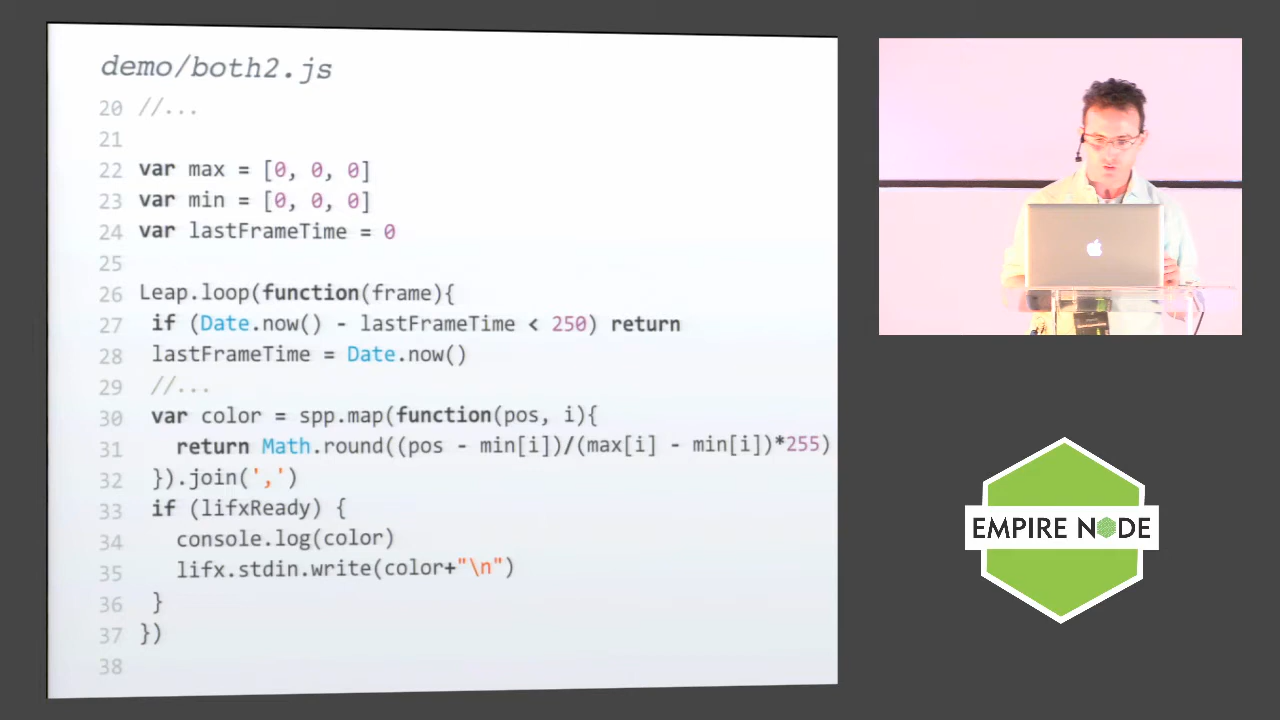 demo/both2.js
20 //...
21
22 var max = [0, 0, 0]
23 var min = [0, 0, 0]
24 var lastFrameTime = 0
25
26 Leap.loop(function(frame){
27 if (Date.now() - lastFrameTime < 250) return
28 lastFrameTime = Date.now()
29 //...
30 var color = spp.map(function(pos, i){
31 return Math.round((pos - min[i])/(max[i] - min[i])*255)
32 }).join(',')
33 if (lifxReady) {
34 console.log(color)
35 lifx.stdin.write(color+"\n")
36 }
37 })
38
EMPIRE NODE